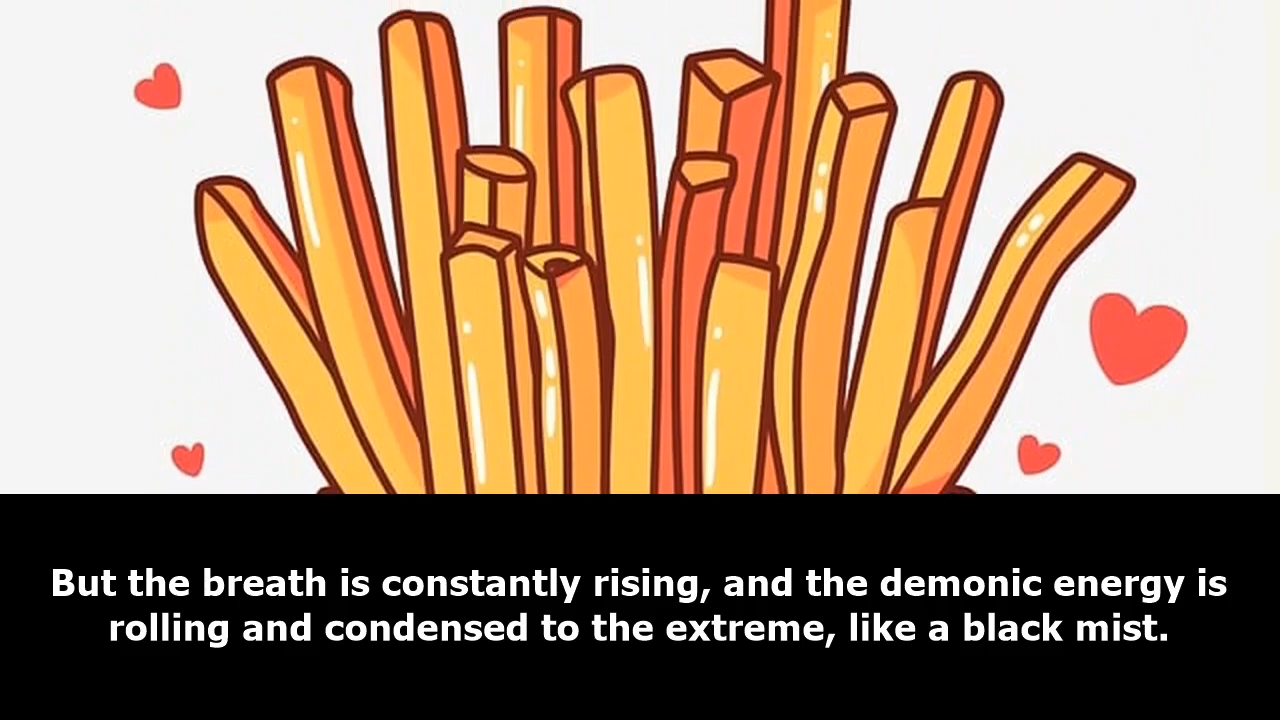 But the breath is constantly rising, and the demonic energy is
rolling and condensed to the extreme, like a black mist.